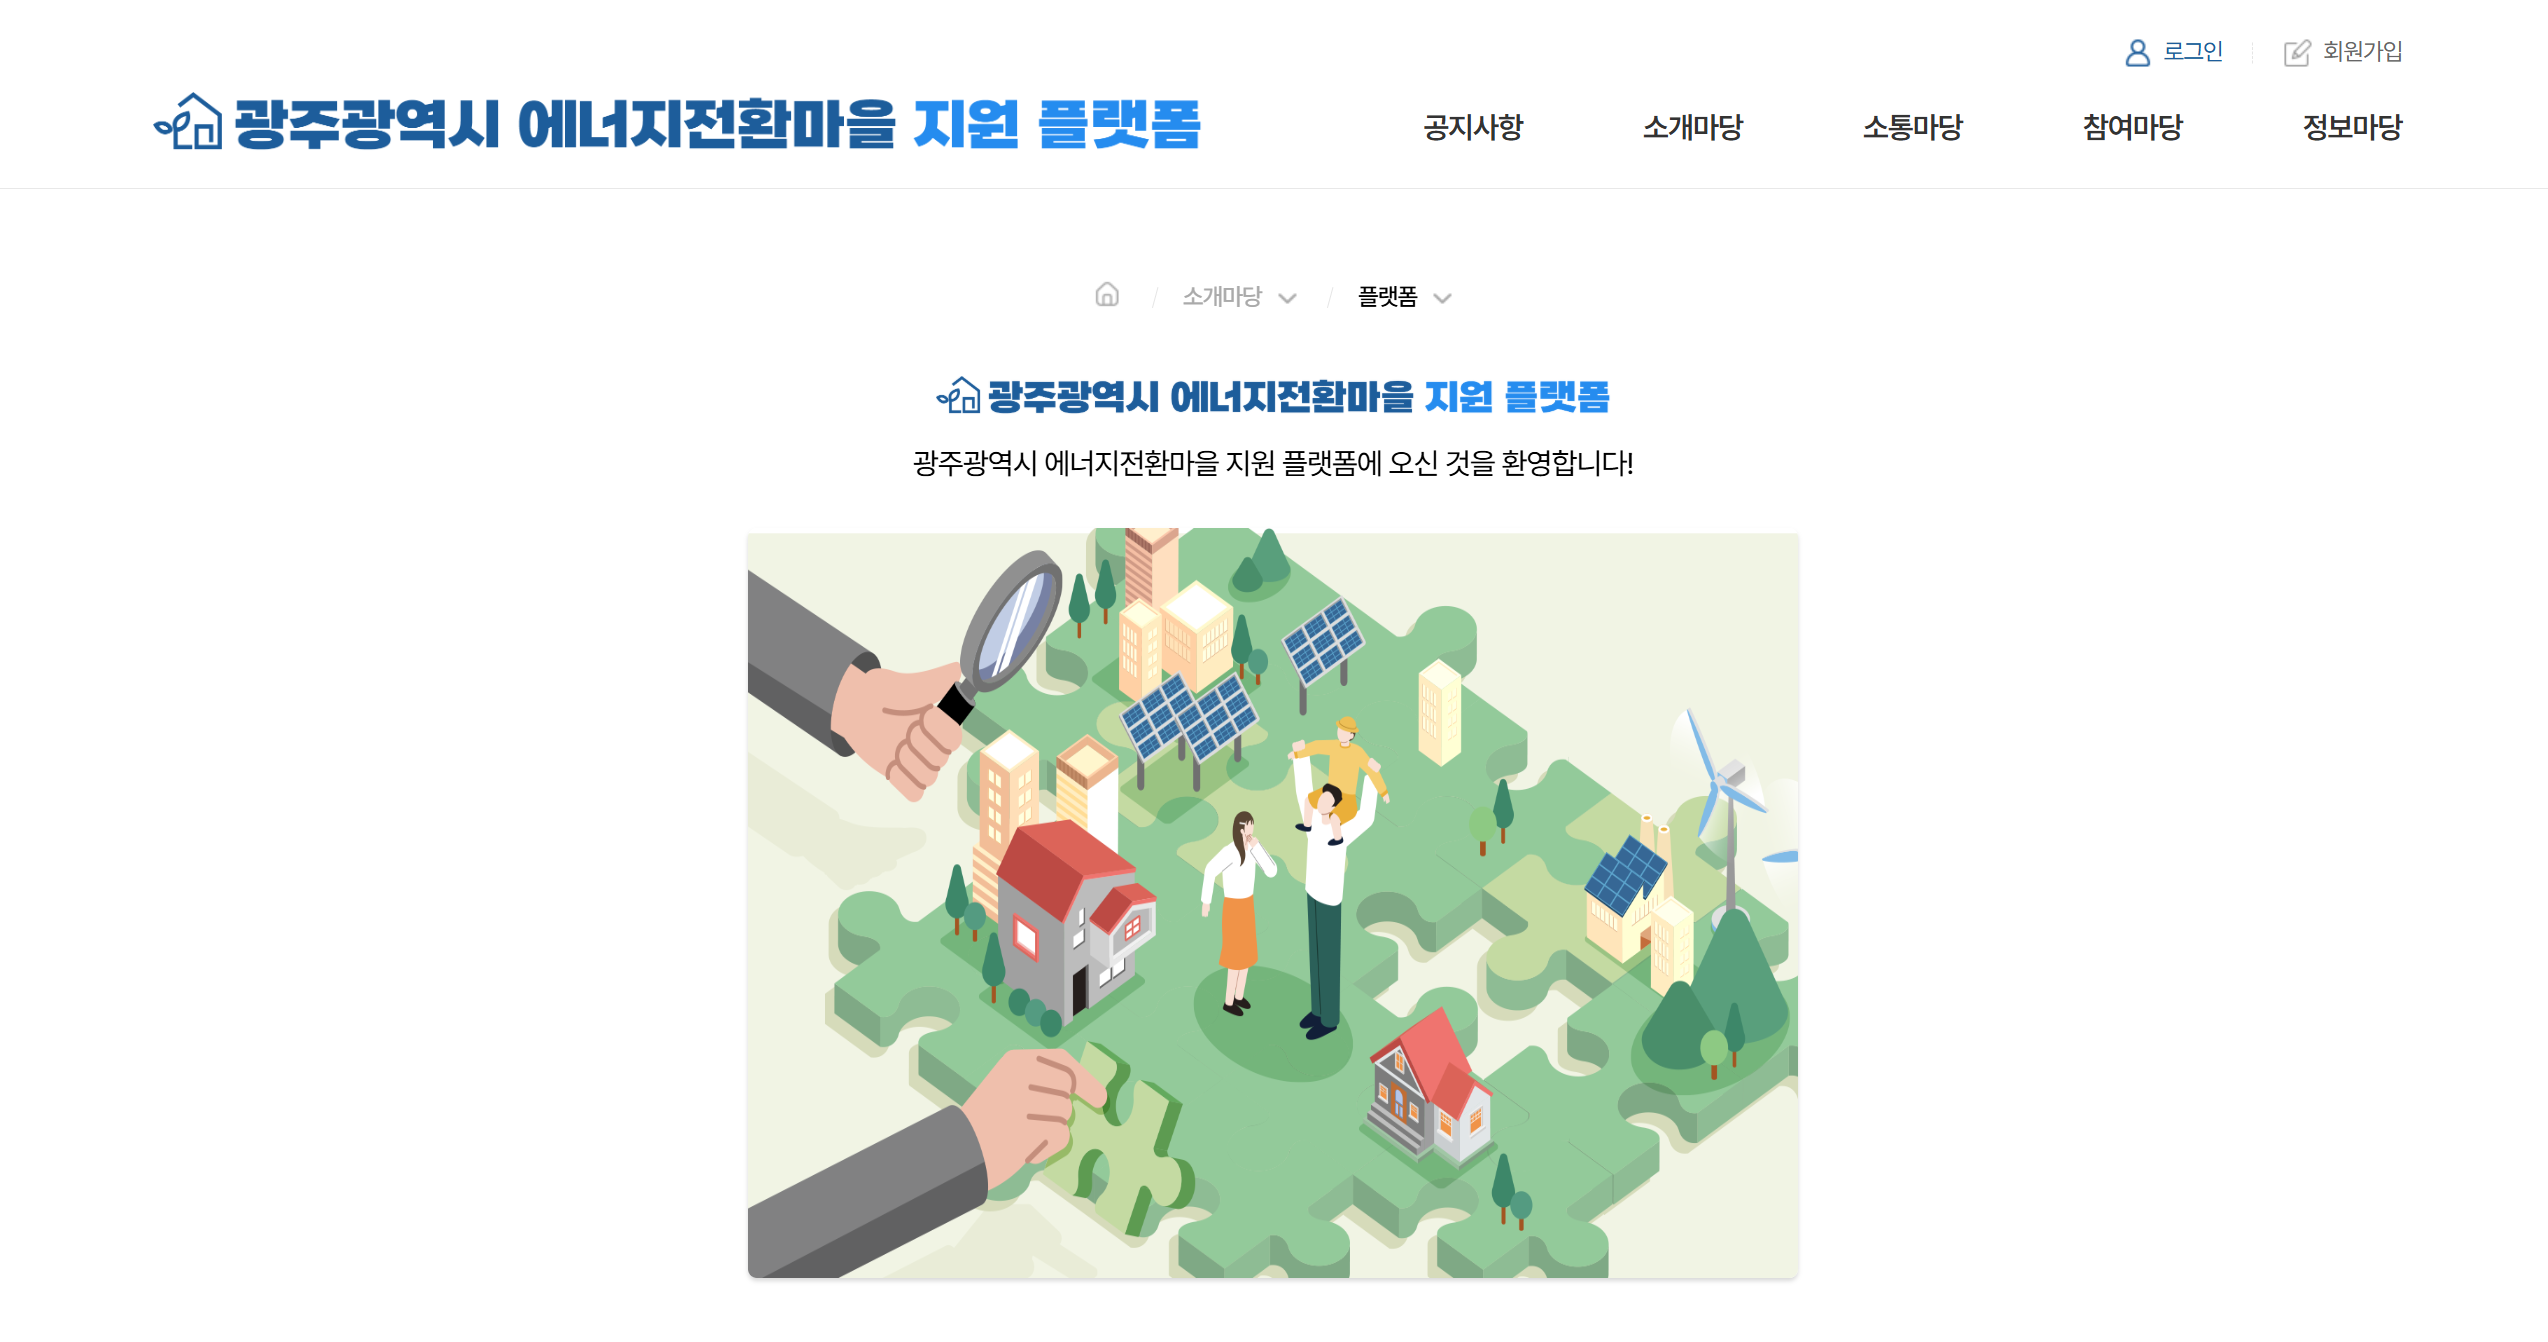 로그인
회원가입
광주광역시 에너지전환마을 지원 플랫폼
공지사항
소개마당
소통마당
참여마당
정보마당
소개마당
플랫폼
광주광역시 에너지전환마을 지원 플랫폼
광주광역시 에너지전환마을 지원 플랫폼에 오신 것을 환영합니다!